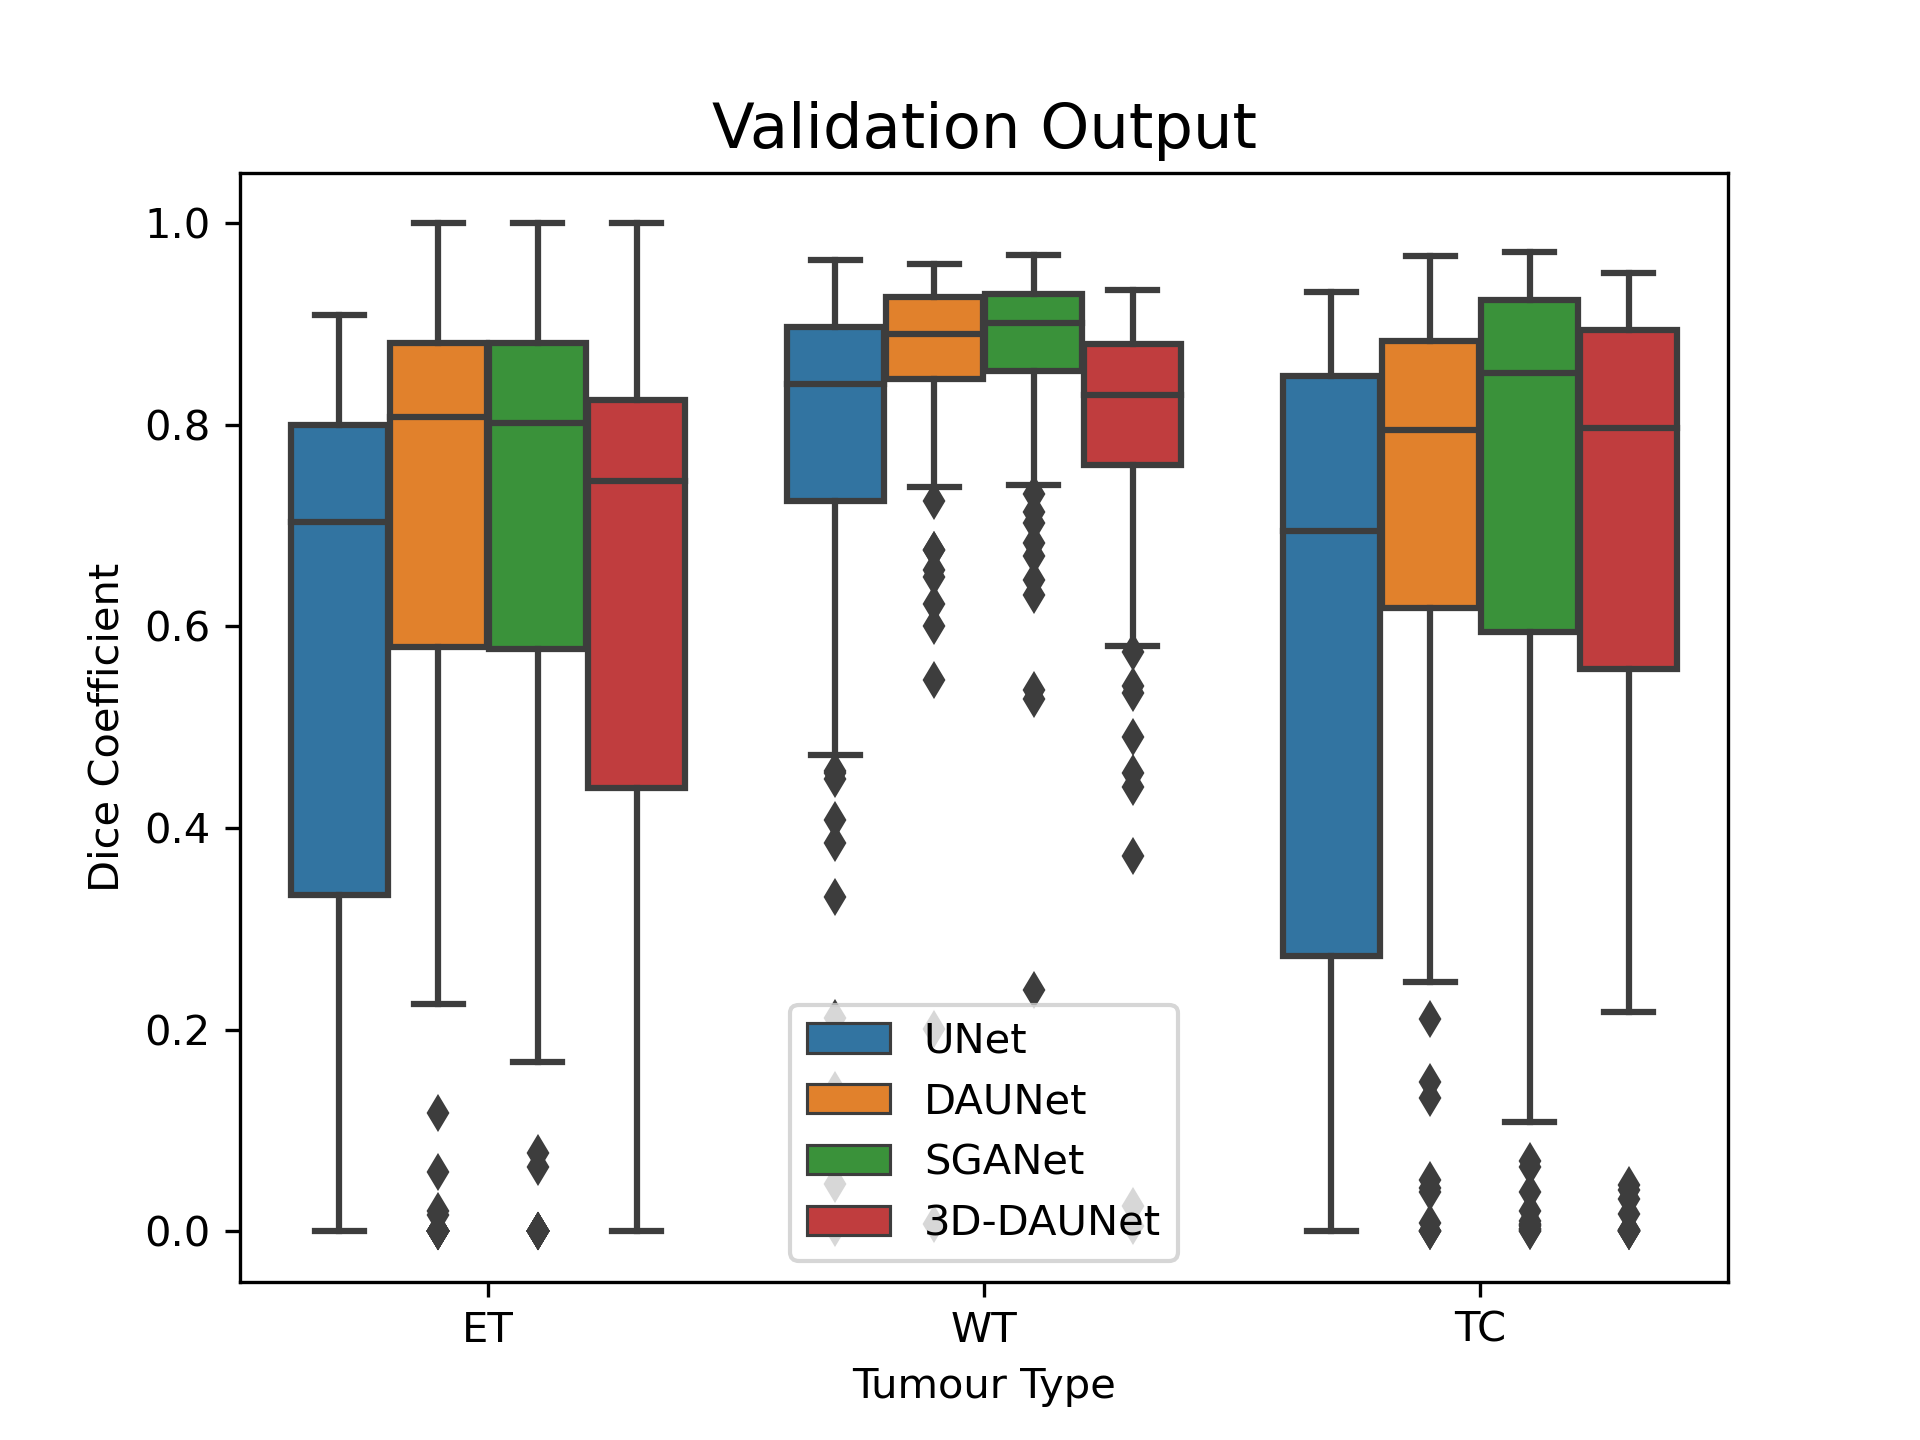 Validation Output
Dice Coefficient
1.0
0.8
0.6
0.4
0.2
0.0
UNet
DAUNet
SGANet
3D-DAUNet
ET
WT
TC
Tumour Type